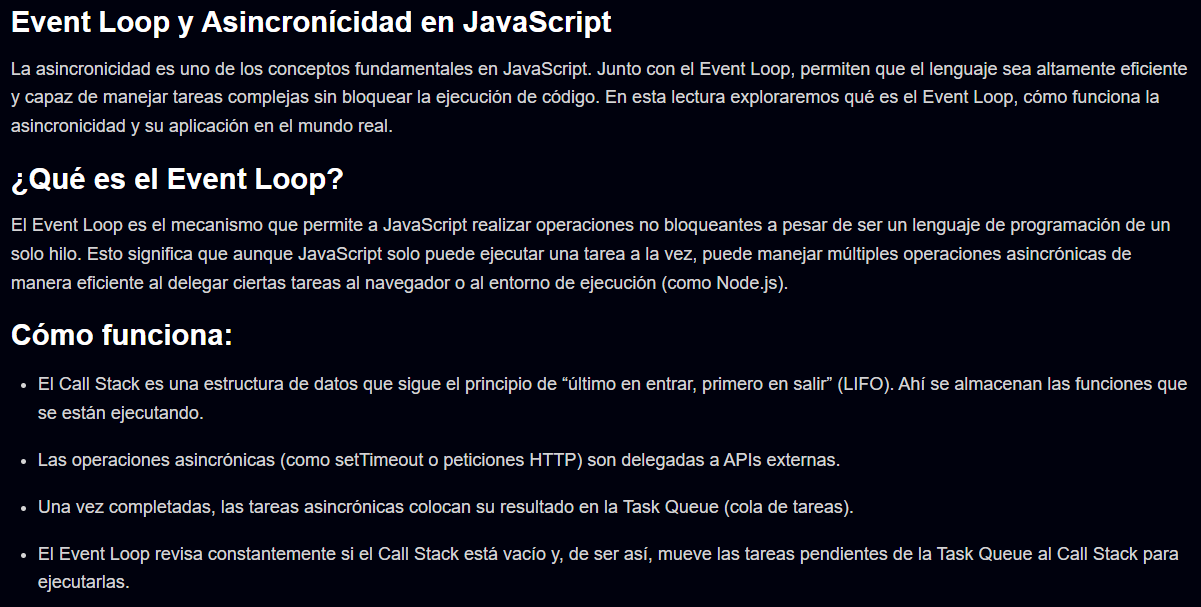 Event Loop y Asincronícidad en JavaScript
La asincronicidad es uno de los conceptos fundamentales en JavaScript. Junto con el Event Loop, permiten que el lenguaje sea altamente eficiente
y capaz de manejar tareas complejas sin bloquear la ejecución de código. En esta lectura exploraremos qué es el Event Loop, cómo funciona la
asincronicidad y su aplicación en el mundo real.
¿Qué es el Event Loop?
El Event Loop es el mecanismo que permite a JavaScript realizar operaciones no bloqueantes a pesar de ser un lenguaje de programación de un
solo hilo. Esto significa que aunque JavaScript solo puede ejecutar una tarea a la vez, puede manejar múltiples operaciones asincrónicas de
manera eficiente al delegar ciertas tareas al navegador o al entorno de ejecución (como Node.js).
Cómo funciona:
• El Call Stack es una estructura de datos que sigue el principio de “último en entrar, primero en salir” (LIFO). Ahí se almacenan las funciones que
se están ejecutando.
• Las operaciones asincrónicas (como setTimeout o peticiones HTTP) son delegadas a APIs externas.
• Una vez completadas, las tareas asincrónicas colocan su resultado en la Task Queue (cola de tareas).
• El Event Loop revisa constantemente si el Call Stack está vacío y, de ser así, mueve las tareas pendientes de la Task Queue al Call Stack para
ejecutarlas.